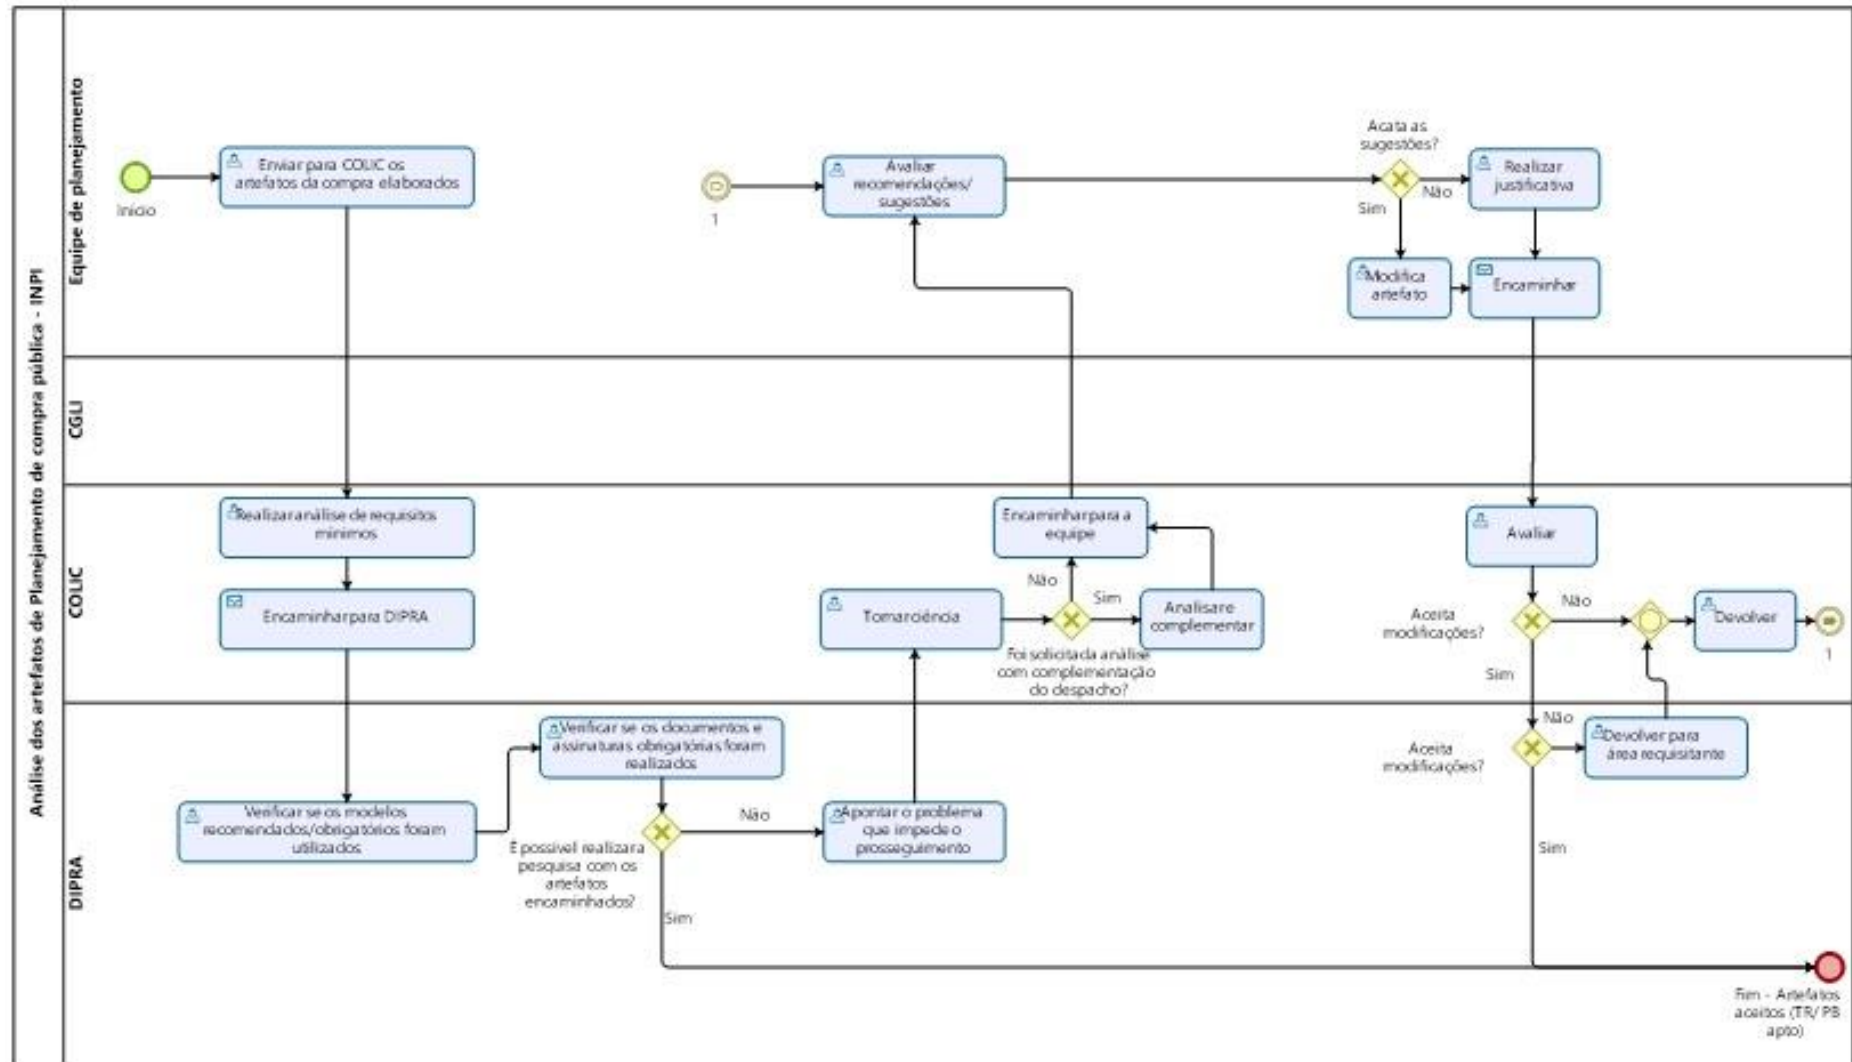 Análise dos artefatos de Planejamento de compra pública - INPI
Equipe de planejamento
Início
Enviar para COLIC os
artefatos da compra elaborados
1
Avaliar
recomendações/
sugestões
Acata as
sugestões?
Não
Sim
Realizar
justificativa
Modifica
artefato
Encaminhar
CGLI
COLIC
Realizar análise de requisitos
mínimos
Encaminhar para DIPRA
Tomar ciência
Encaminhar para a
equipe
Não
Sim
Foi solicitada análise
com complementação
do despacho?
Analisar e
complementar
Avaliar
Aceita
modificações?
Não
Sim
Devolver
1
DIPRA
Verificar se os modelos
recomendados/obrigatórios foram
utilizados
Verificar se os documentos e
assinaturas obrigatórias foram
realizados
É possível realizar a
pesquisa com os
artefatos
encaminhados?
Não
Sim
Apontar o problema
que impede o
prosseguimento
Aceita
modificações?
Não
Sim
Devolver para
área requisitante
Fim - Artefatos
aceitos (TR/ PB
apto)